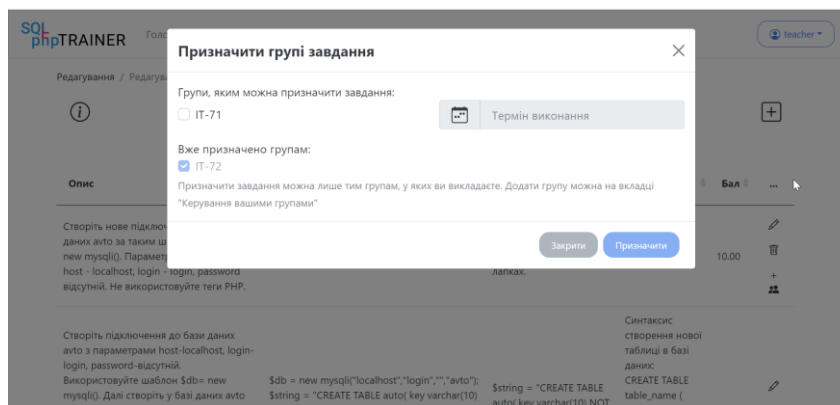 SQL
phpTRAINER
Голо
teacher
Призначити групі завдання
Редагування / Редагува
Групи, яким можна призначити завдання:
ІТ-71
Термін виконання
Вже призначено групам:
ІТ-72
Призначити завдання можна лише тим групам, у яких ви викладаєте. Додати групу можна на вкладці
"Керування вашими групами"
Закрити
Призначити
Опис
Бал
...
Створіть нове підключ
даних avto за таким ш
new mysqli(). Парамет
host - localhost, login - login, password
відсутній. Не використовуйте теги PHP.
лапках.
10.00
+
Створіть підключення до бази даних
avto з параметрами host-localhost, login-
login, password-відсутній.
Використовуйте шаблон $db= new
mysqli(). Далі створіть у базі даних avto
$db = new mysqli("localhost","login","","avto");
$string = "CREATE TABLE auto( key varchar(10)
$string = "CREATE TABLE
auto( key varchar(10) NOT
Синтаксис
створення нової
таблиці в базі
даних:
CREATE TABLE
table_name (